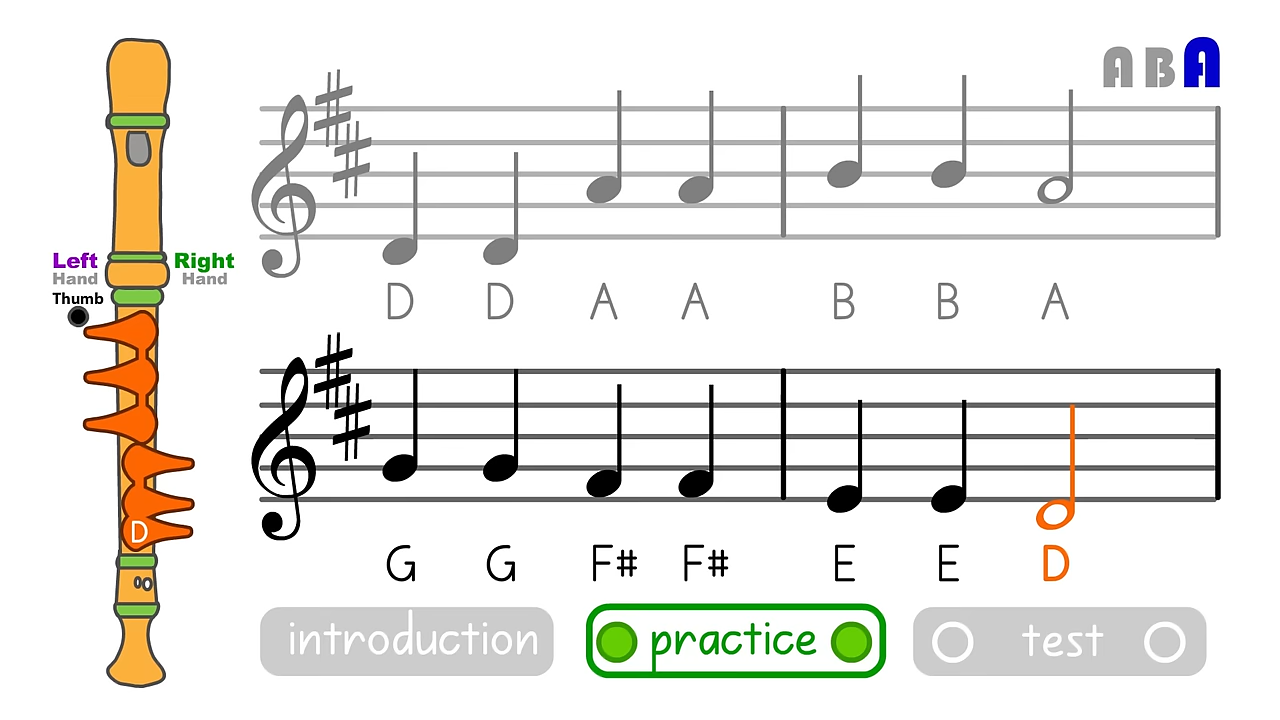 A B A
Left Right
Hand Hand
Thumb
D D A A B B A
D
G G F# F# E E D
introduction practice test